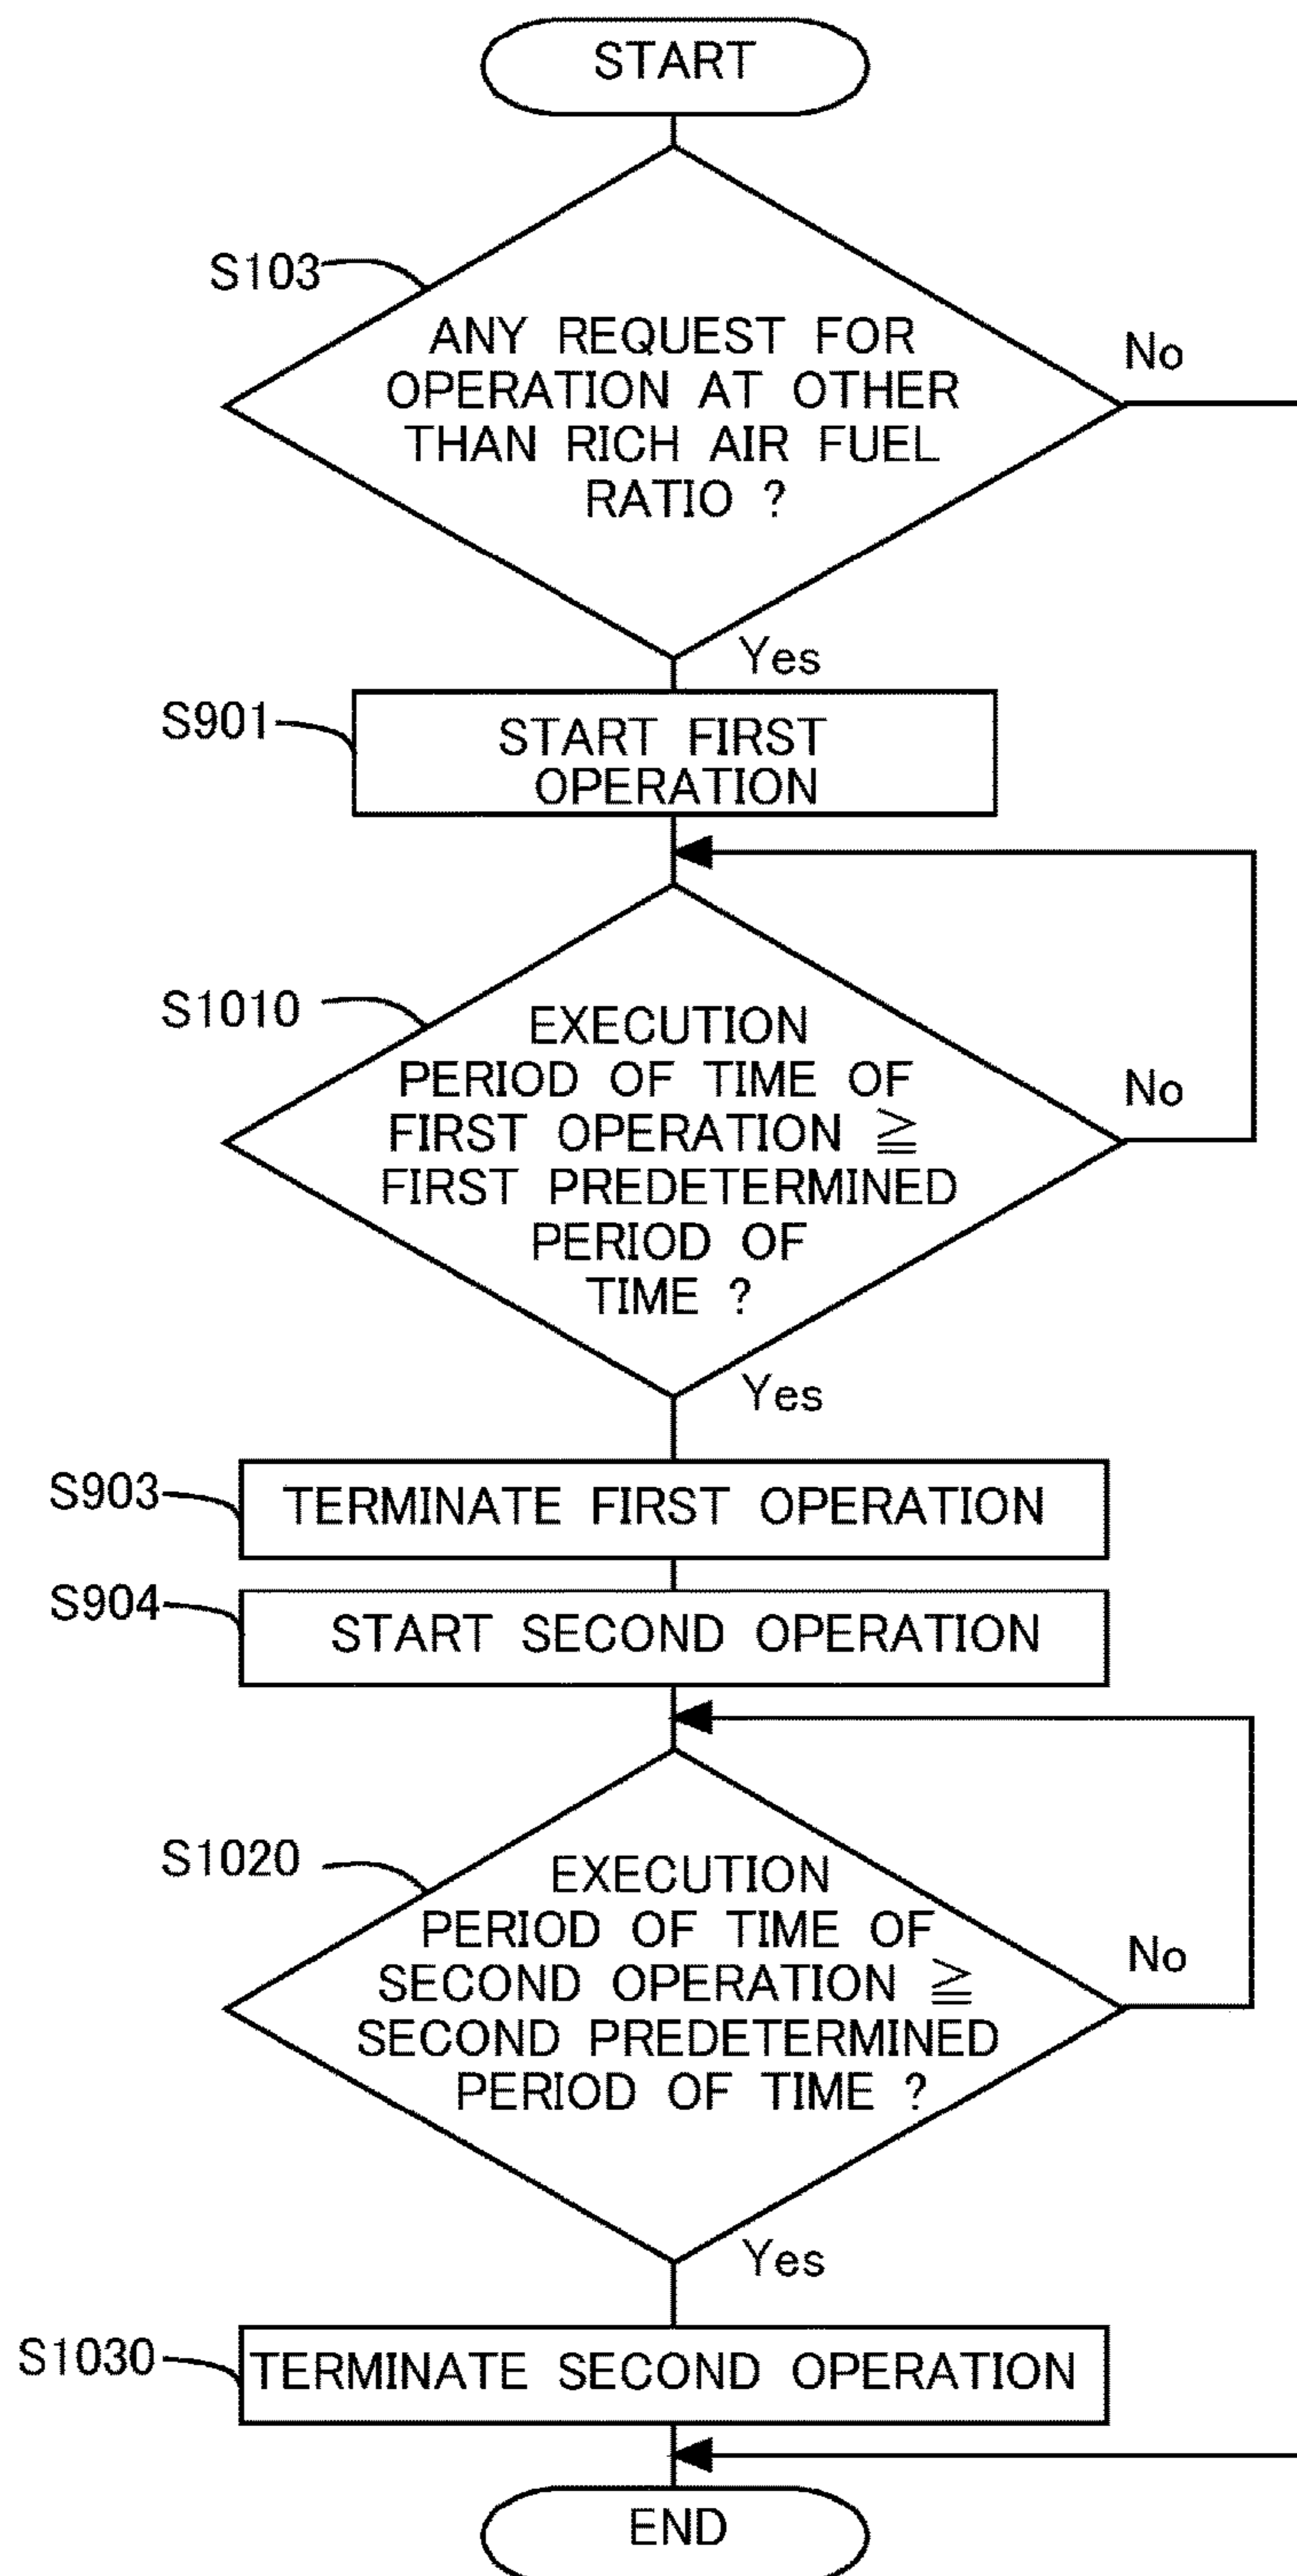 START
S103
ANY REQUEST FOR
OPERATION AT OTHER
THAN RICH AIR FUEL
RATIO ?
No
Yes
S901
START FIRST
OPERATION
S1010
EXECUTION
PERIOD OF TIME OF
FIRST OPERATION ≧
FIRST PREDETERMINED
PERIOD OF
TIME ?
No
Yes
S903
TERMINATE FIRST OPERATION
S904
START SECOND OPERATION
S1020
EXECUTION
PERIOD OF TIME OF
SECOND OPERATION ≧
SECOND PREDETERMINED
PERIOD OF TIME ?
No
Yes
S1030
TERMINATE SECOND OPERATION
END